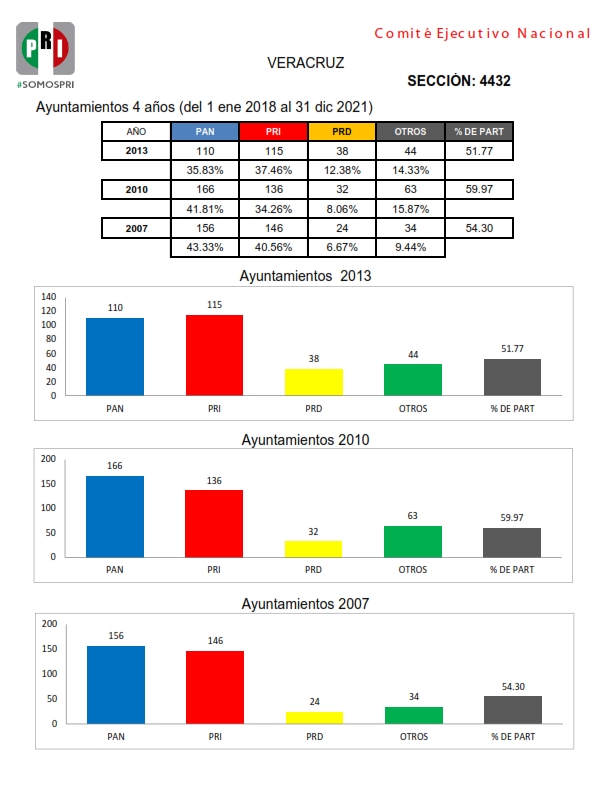 Comité Ejecutivo Nacional
PRI
#SOMOSPRI
VERACRUZ
SECCIÓN: 4432
Ayuntamientos 4 años (del 1 ene 2018 al 31 dic 2021)
AÑO PAN PRI PRD OTROS % DE PART
2013 110 115 38 44 51.77
35.83% 37.46% 12.38% 14.33%
2010 166 136 32 63 59.97
41.81% 34.26% 8.06% 15.87%
2007 156 146 24 34 54.30
43.33% 40.56% 6.67% 9.44%
Ayuntamientos 2013
140
120
100
80
60
40
20
0
110 115 38 44 51.77
PAN PRI PRD OTROS % DE PART
Ayuntamientos 2010
200
150
100
50
0
166 136 32 63 59.97
PAN PRI PRD OTROS % DE PART
Ayuntamientos 2007
200
150
100
50
0
156 146 24 34 54.30
PAN PRI PRD OTROS % DE PART